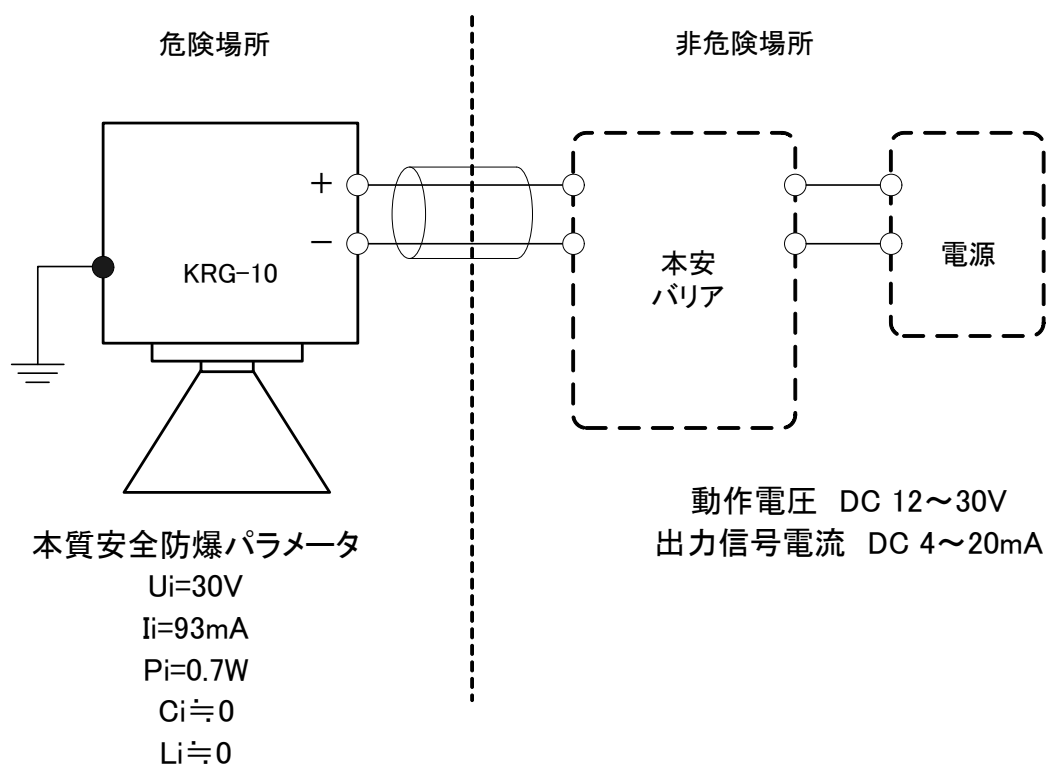 危険場所
非危険場所
+
−
KRG-10
本安
バリア
電源
動作電圧 DC 12～30V
出力信号電流 DC 4～20mA
本質安全防爆パラメータ
Ui=30V
Ii=93mA
Pi=0.7W
Ci≒0
Li≒0